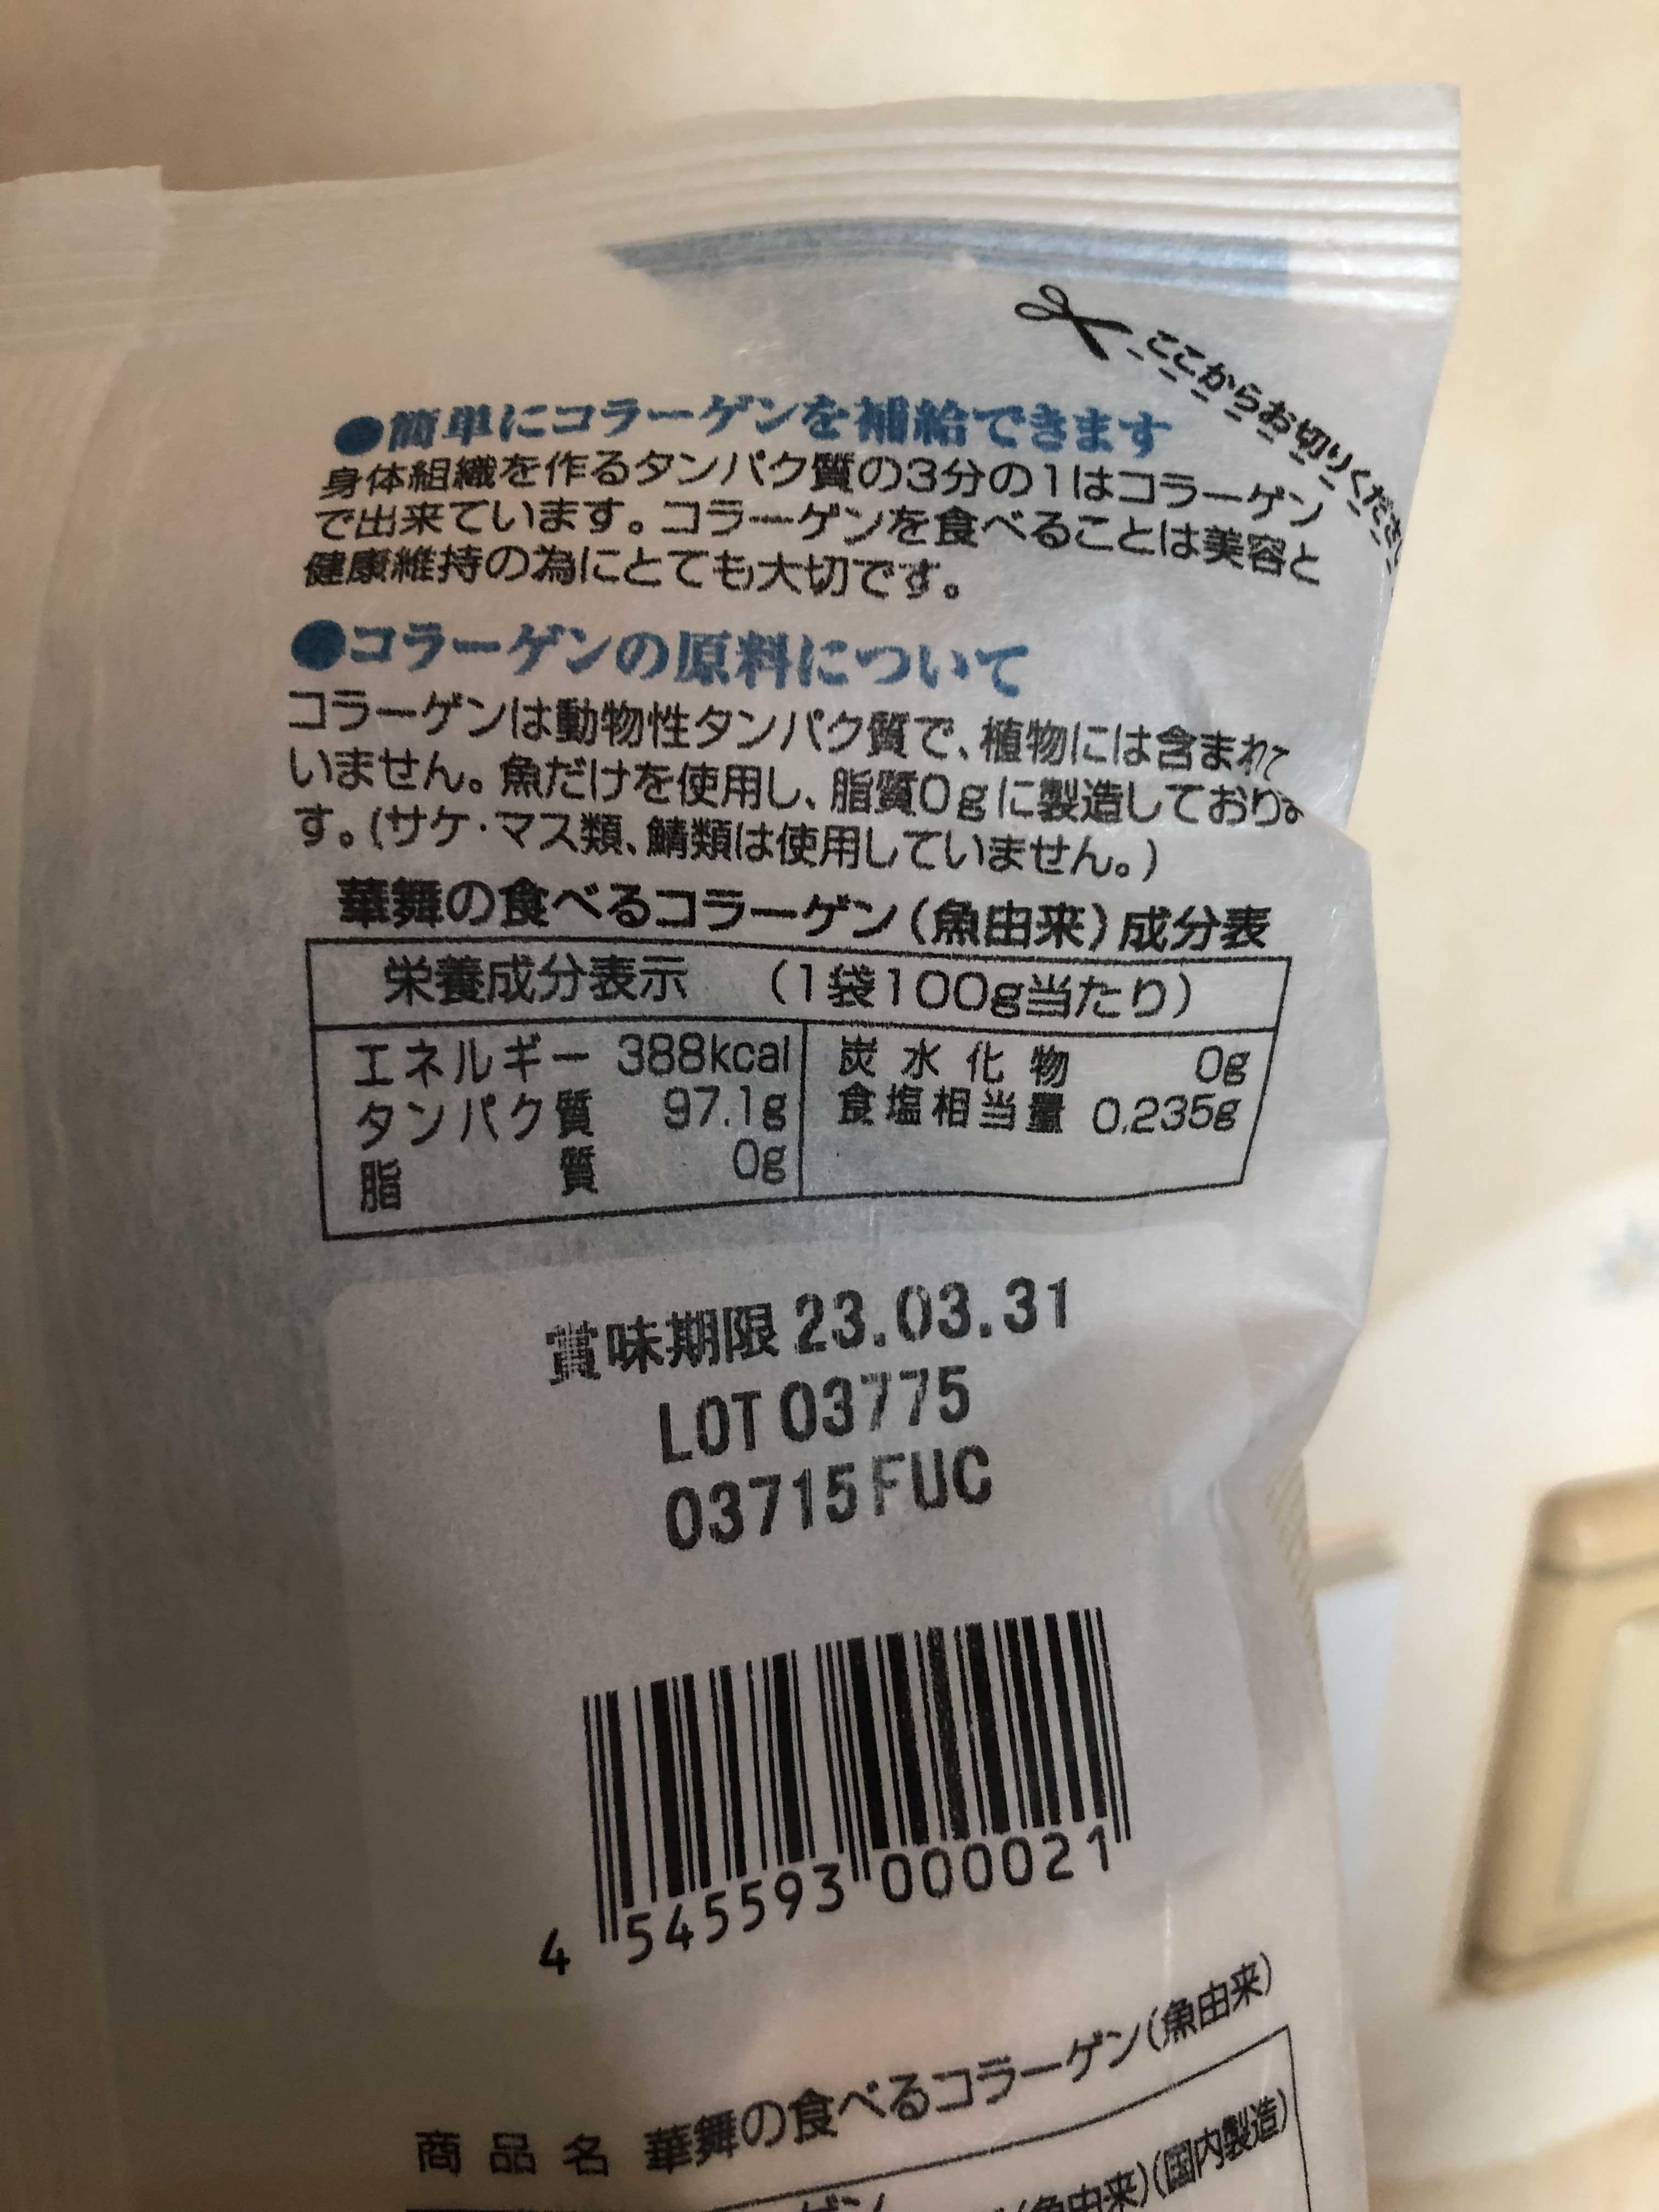 ここからお切りください
●簡単にコラーゲンを補給できます
身体組織を作るタンパク質の3分の1はコラーゲン
で出来ています。コラーゲンを食べることは美容と
健康維持の為にとても大切です。
●コラーゲンの原料について
コラーゲンは動物性タンパク質で、植物には含まれて
いません。魚だけを使用し、脂質0gに製造しており
す。(サケ・マス類、鯖類は使用していません。)
華舞の食べるコラーゲン(魚由来)成分表
栄養成分表示 (1袋100g当たり)
エネルギー 388kcal 炭水化物 0g
タンパク質 97.1g 食塩相当量 0.235g
脂質 0g
賞味期限 23.03.31
LOT 03775
03715FUC
4 545593 000021
商品名 華舞の食べるコラーゲン(魚由来)
ゲン(魚由来)(国内製造)